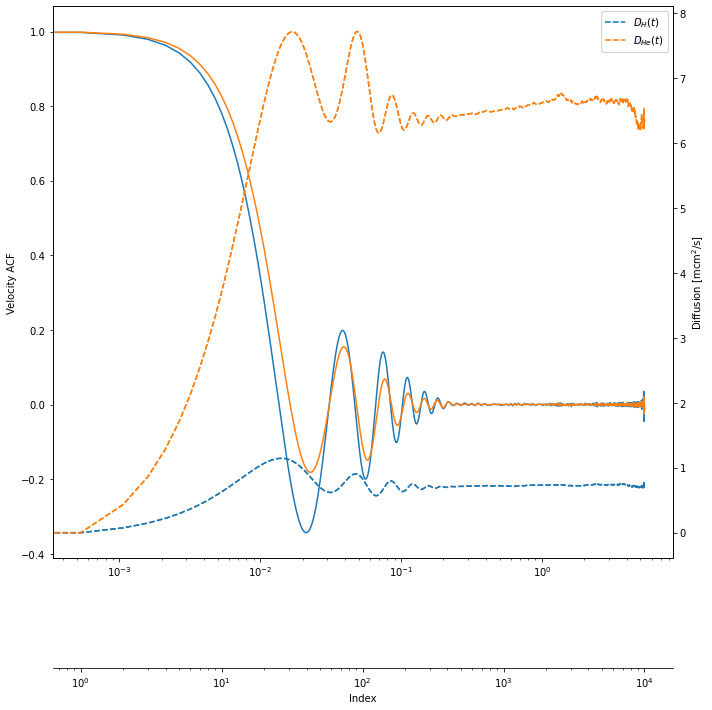 1.0
0.8
0.6
0.4
0.2
0.0
−0.2
−0.4
Velocity ACF
8
7
6
5
4
3
2
1
0
Diffusion [mcm²/s]
D_H(t)
D_He(t)
10⁻³ 10⁻² 10⁻¹ 10⁰
10⁰ 10¹ 10² 10³ 10⁴
Index